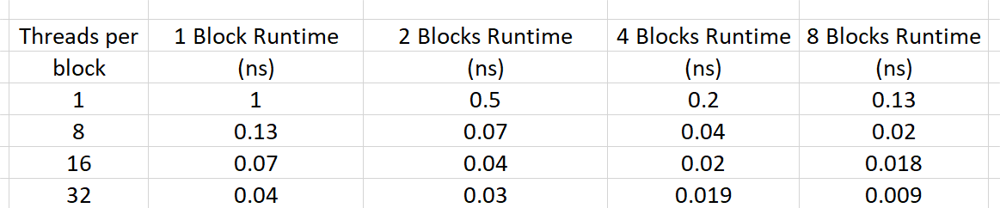 Threads per 1 Block Runtime 2 Blocks Runtime 4 Blocks Runtime 8 Blocks Runtime
block (ns) (ns) (ns) (ns)
1 1 0.5 0.2 0.13
8 0.13 0.07 0.04 0.02
16 0.07 0.04 0.02 0.018
32 0.04 0.03 0.019 0.009